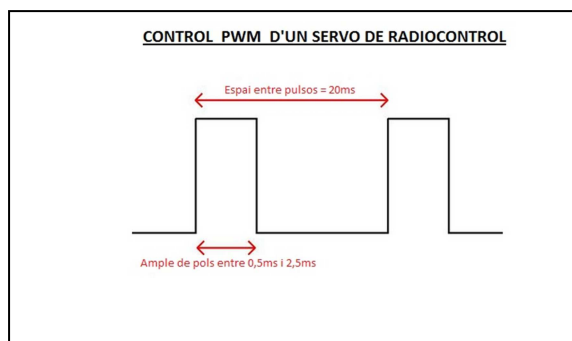 CONTROL PWM D'UN SERVO DE RADIOCONTROL
Espai entre pulsos = 20ms
Ample de pols entre 0,5ms i 2,5ms